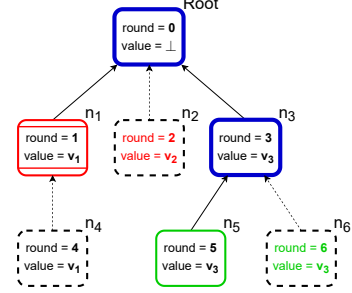 Root
round = 0
value = ⊥
n1
round = 1
value = v1
n2
round = 2
value = v2
n3
round = 3
value = v3
n4
round = 4
value = v1
n5
round = 5
value = v3
n6
round = 6
value = v3